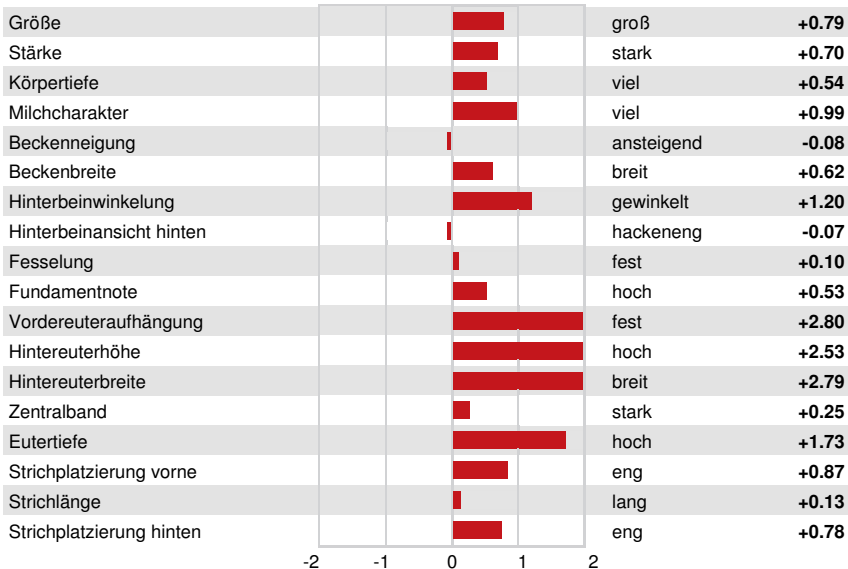 Größe groß +0.79
Stärke stark +0.70
Körpertiefe viel +0.54
Milchcharakter viel +0.99
Beckenneigung ansteigend -0.08
Beckenbreite breit +0.62
Hinterbeinwinkelung gewinkelt +1.20
Hinterbeinansicht hinten hackeneng -0.07
Fesselung fest +0.10
Fundamentnote hoch +0.53
Vordereuteraufhängung fest +2.80
Hintereuterhöhe hoch +2.53
Hintereuterbreite breit +2.79
Zentralband stark +0.25
Eutertiefe hoch +1.73
Strichplatzierung vorne eng +0.87
Strichlänge lang +0.13
Strichplatzierung hinten eng +0.78
-2 -1 0 1 2